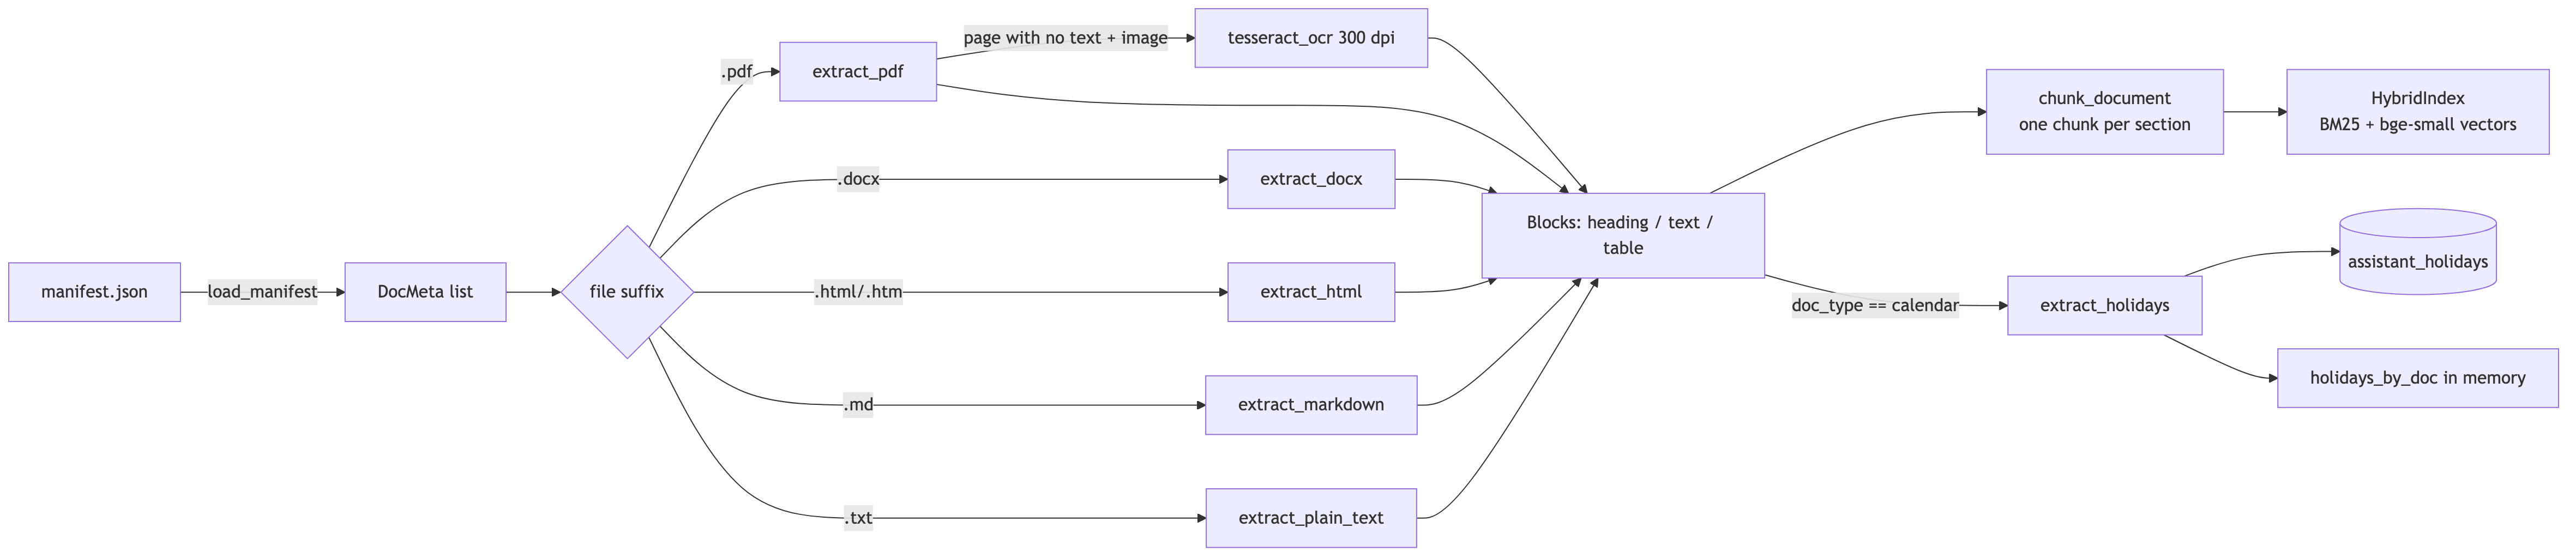 manifest.json
load_manifest
DocMeta list
file suffix
.pdf
extract_pdf
page with no text + image
tesseract_ocr 300 dpi
.docx
extract_docx
.html/.htm
extract_html
.md
extract_markdown
.txt
extract_plain_text
Blocks: heading / text /
table
chunk_document
one chunk per section
HybridIndex
BM25 + bge-small vectors
doc_type == calendar
extract_holidays
assistant_holidays
holidays_by_doc in memory